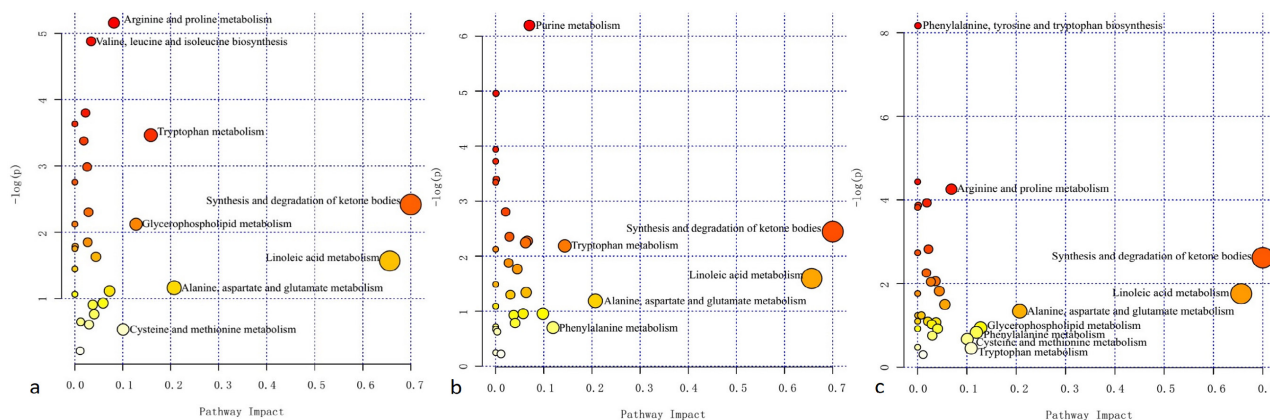 Arginine and proline metabolism
Valine, leucine and isoleucine biosynthesis
Tryptophan metabolism
Synthesis and degradation of ketone bodies
Glycerophospholipid metabolism
Linoleic acid metabolism
Alanine, aspartate and glutamate metabolism
Cysteine and methionine metabolism
-log(p)
5
4
3
2
1
0.0 0.1 0.2 0.3 0.4 0.5 0.6 0.7
Pathway Impact
a
Purine metabolism
Synthesis and degradation of ketone bodies
Tryptophan metabolism
Linoleic acid metabolism
Alanine, aspartate and glutamate metabolism
Phenylalanine metabolism
-log(p)
6
5
4
3
2
1
0
0.0 0.1 0.2 0.3 0.4 0.5 0.6 0.7
Pathway Impact
b
Phenylalanine, tyrosine and tryptophan biosynthesis
Arginine and proline metabolism
Synthesis and degradation of ketone bodies
Linoleic acid metabolism
Alanine, aspartate and glutamate metabolism
Glycerophospholipid metabolism
Phenylalanine metabolism
Cysteine and methionine metabolism
Tryptophan metabolism
-log(p)
8
6
4
2
0
0.0 0.1 0.2 0.3 0.4 0.5 0.6
Pathway Impact
c